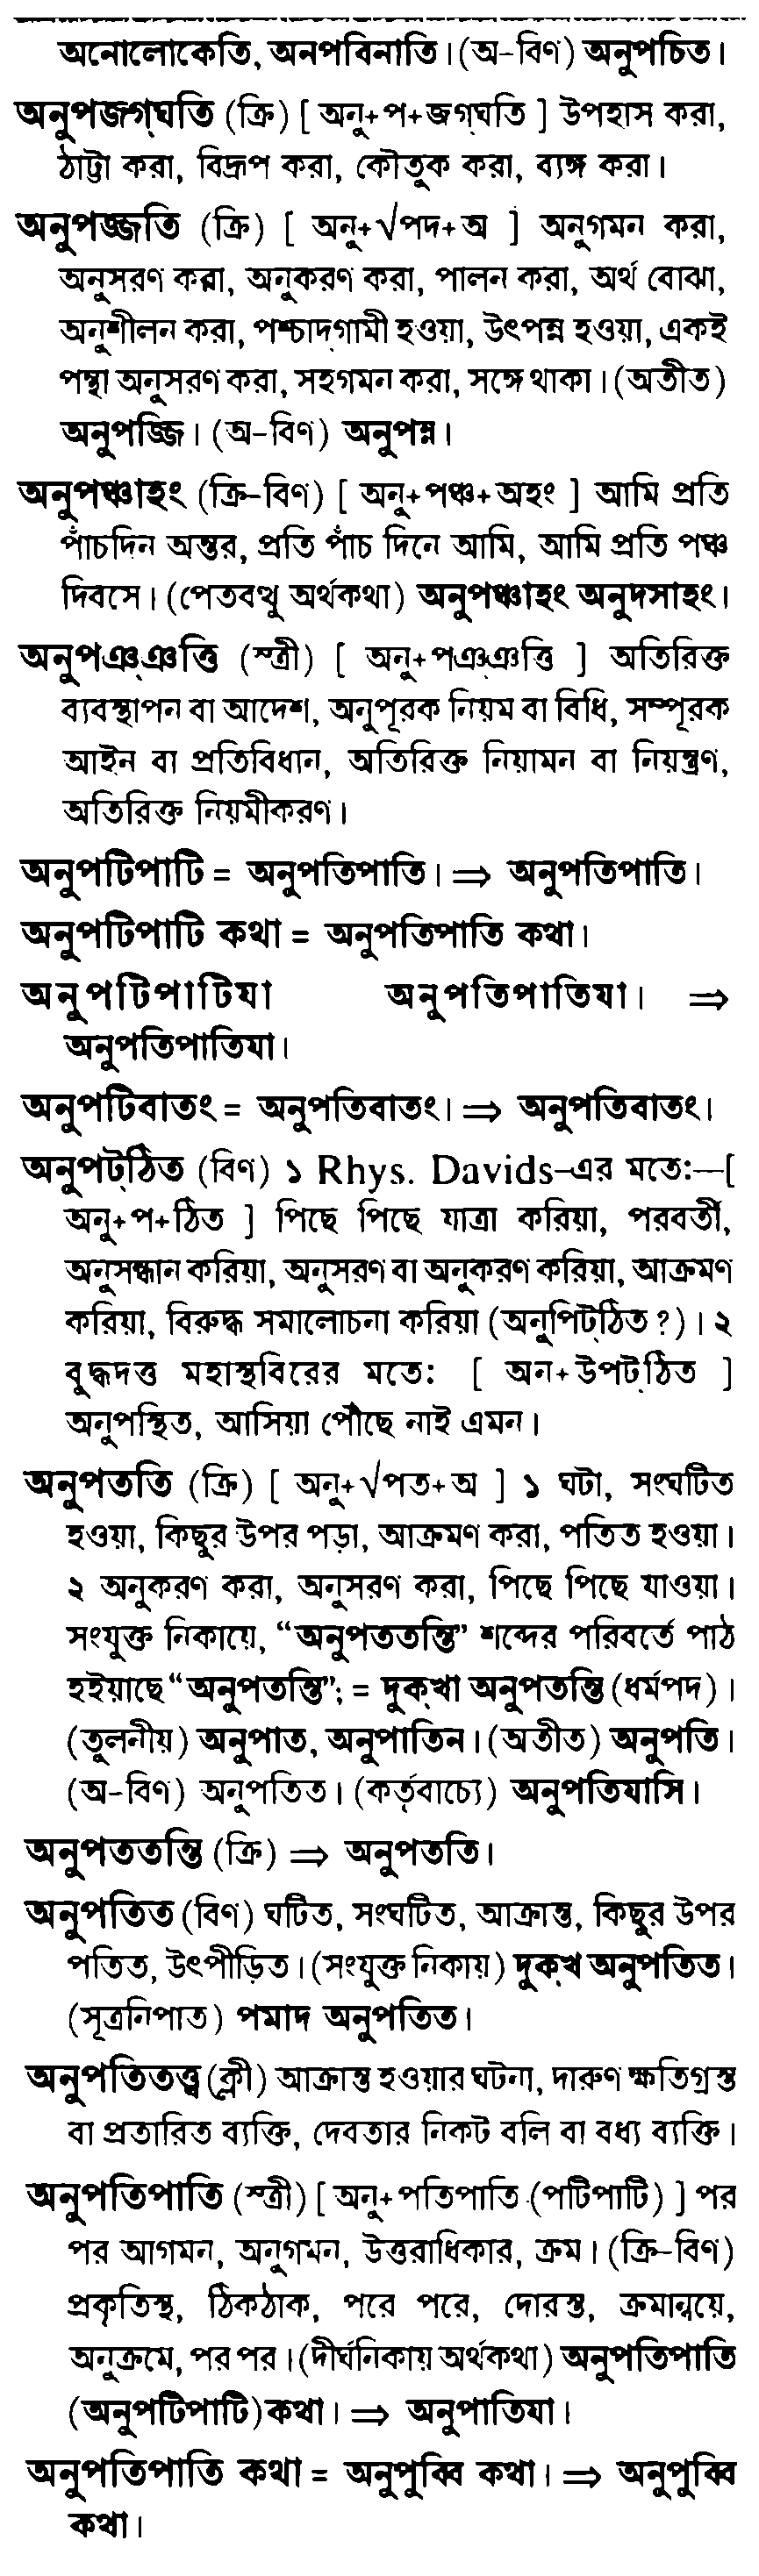 অনোলোকেতি, অনপবিনাতি। (অ-বিণ) অনুপচিত।
অনুপজগ্ঘতি (ক্রি) [ অনু+প+জগ্ঘতি ] উপহাস করা,
ঠাট্টা করা, বিদ্রূপ করা, কৌতুক করা, ব্যঙ্গ করা।
অনুপজ্জতি (ক্রি) [ অনু+√পদ+অ ] অনুগমন করা,
অনুসরণ করা, অনুকরণ করা, পালন করা, অর্থ বোঝা,
অনুশীলন করা, পশ্চাদ্গামী হওয়া, উৎপন্ন হওয়া, একই
পন্থা অনুসরণ করা, সহগমন করা, সঙ্গে থাকা। (অতীত)
অনুপজ্জি। (অ-বিণ) অনুপন্ন।
অনুপঞ্চাহং (ক্রি-বিণ) [ অনু+পঞ্চ+অহং ] আমি প্রতি
পাঁচদিন অন্তর, প্রতি পাঁচ দিনে আমি, আমি প্রতি পঞ্চ
দিবসে। (পেতবত্থু অর্থকথা) অনুপঞ্চাহং অনুদসাহং।
অনুপঞ্ঞত্তি (স্ত্রী) [ অনু+পঞ্ঞত্তি ] অতিরিক্ত
ব্যবস্থাপন বা আদেশ, অনুপূরক নিয়ম বা বিধি, সম্পূরক
আইন বা প্রতিবিধান, অতিরিক্ত নিয়ামন বা নিয়ন্ত্রণ,
অতিরিক্ত নিয়মীকরণ।
অনুপটিপাটি = অনুপতিপাতি। ⇒ অনুপতিপাতি।
অনুপটিপাটি কথা = অনুপতিপাতি কথা।
অনুপটিপাটিযা অনুপতিপাতিযা। ⇒
অনুপতিপাতিযা।
অনুপটিবাতং = অনুপতিবাতং। ⇒ অনুপতিবাতং।
অনুপট্ঠিত (বিণ) ১ Rhys. Davids-এর মতে:—[
অনু+প+ঠিত ] পিছে পিছে যাত্রা করিয়া, পরবর্তী,
অনুসন্ধান করিয়া, অনুসরণ বা অনুকরণ করিয়া, আক্রমণ
করিয়া, বিরুদ্ধ সমালোচনা করিয়া (অনুপিট্ঠিত ?)। ২
বুদ্ধদত্ত মহাস্থবিরের মতে: [ অন+উপট্ঠিত ]
অনুপস্থিত, আসিয়া পৌঁছে নাই এমন।
অনুপততি (ক্রি) [ অনু+√পত+অ ] ১ ঘটা, সংঘটিত
হওয়া, কিছুর উপর পড়া, আক্রমণ করা, পতিত হওয়া।
২ অনুকরণ করা, অনুসরণ করা, পিছে পিছে যাওয়া।
সংযুক্ত নিকায়ে, “অনুপততন্তি” শব্দের পরিবর্তে পাঠ
হইয়াছে “অনুপতন্তি”; = দুক্খা অনুপতন্তি (ধর্মপদ)।
(তুলনীয়) অনুপাত, অনুপাতিন। (অতীত) অনুপতি।
(অ-বিণ) অনুপতিত। (কর্তৃবাচ্যে) অনুপতিযাসি।
অনুপততন্তি (ক্রি) ⇒ অনুপততি।
অনুপতিত (বিণ) ঘটিত, সংঘটিত, আক্রান্ত, কিছুর উপর
পতিত, উৎপীড়িত। (সংযুক্ত নিকায়) দুক্খ অনুপতিত।
(সূত্রনিপাত) পমাদ অনুপতিত।
অনুপতিতত্ত্ব (ক্লী) আক্রান্ত হওয়ার ঘটনা, দারুণ ক্ষতিগ্রস্ত
বা প্রতারিত ব্যক্তি, দেবতার নিকট বলি বা বধ্য ব্যক্তি।
অনুপতিপাতি (স্ত্রী) [ অনু+পতিপাতি (পটিপাটি) ] পর
পর আগমন, অনুগমন, উত্তরাধিকার, ক্রম। (ক্রি-বিণ)
প্রকৃতিস্থ, ঠিকঠাক, পরে পরে, দোরস্ত, ক্রমান্বয়ে,
অনুক্রমে, পর পর। (দীর্ঘনিকায় অর্থকথা) অনুপতিপাতি
(অনুপটিপাটি) কথা। ⇒ অনুপাতিযা।
অনুপতিপাতি কথা = অনুপুব্বি কথা। ⇒ অনুপুব্বি
কথা।